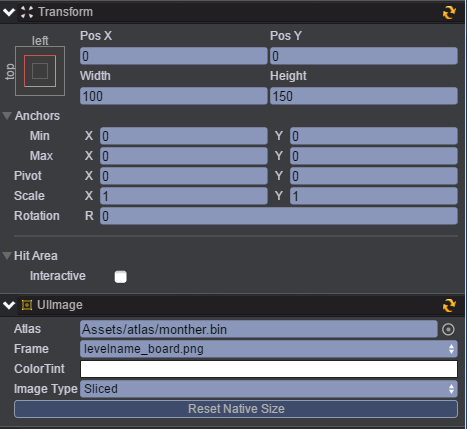 Transform
left
top
Pos X Pos Y
0 0
Width Height
100 150
Anchors
Min X 0 Y 0
Max X 0 Y 0
Pivot X 0 Y 0
Scale X 1 Y 1
Rotation R 0
Hit Area
Interactive
UIImage
Atlas Assets/atlas/monther.bin
Frame levelname_board.png
ColorTint
Image Type Sliced
Reset Native Size